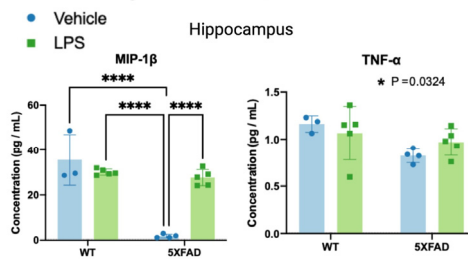 Vehicle
LPS
Hippocampus
MIP-1β
Concentration (pg / mL)
60
40
20
0
****
**** ****
WT 5XFAD
TNF-α
* P =0.0324
Concentration (pg / mL)
1.5
1.0
0.5
0.0
WT 5XFAD